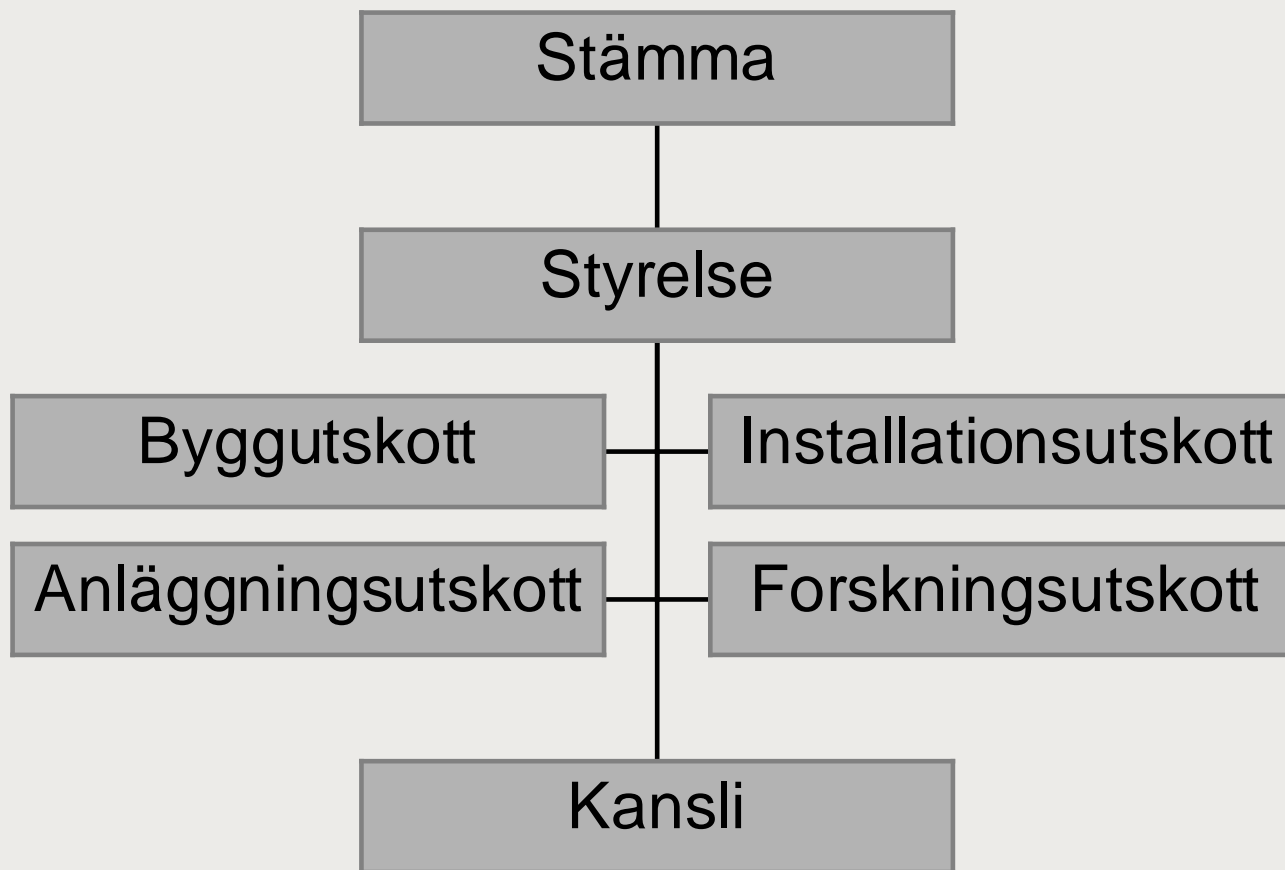 Stämma
Styrelse
Byggutskott
Installationsutskott
Anläggningsutskott
Forskningsutskott
Kansli